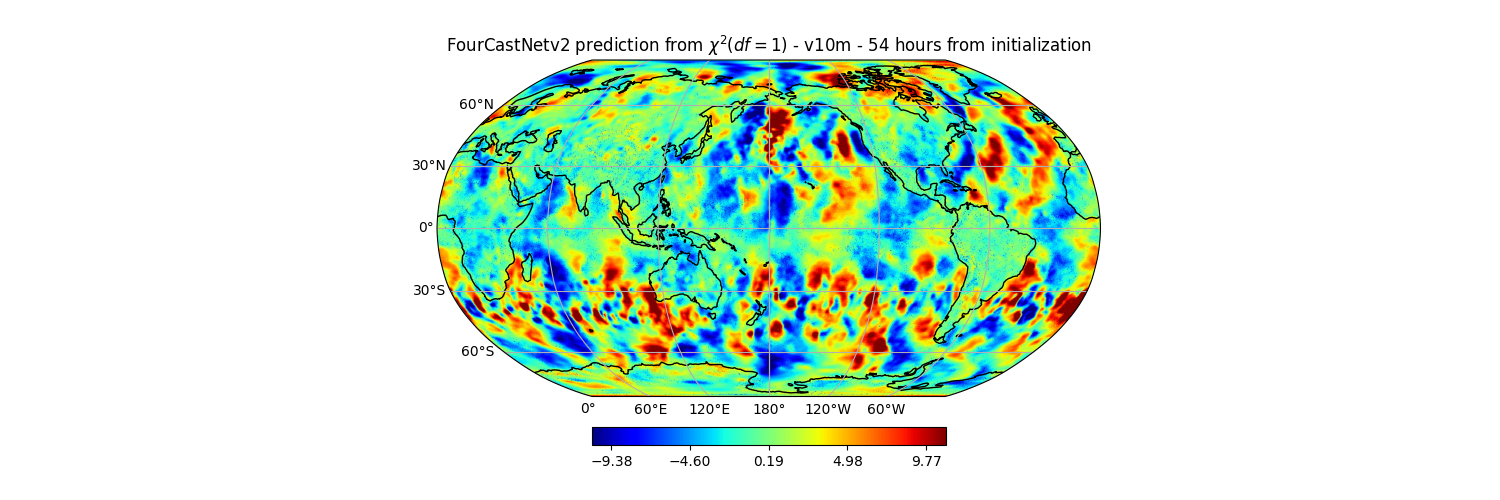 FourCastNetv2 prediction from χ²(df = 1) - v10m - 54 hours from initialization
60°N
30°N
0°
30°S
60°S
0° 60°E 120°E 180° 120°W 60°W
−9.38 −4.60 0.19 4.98 9.77